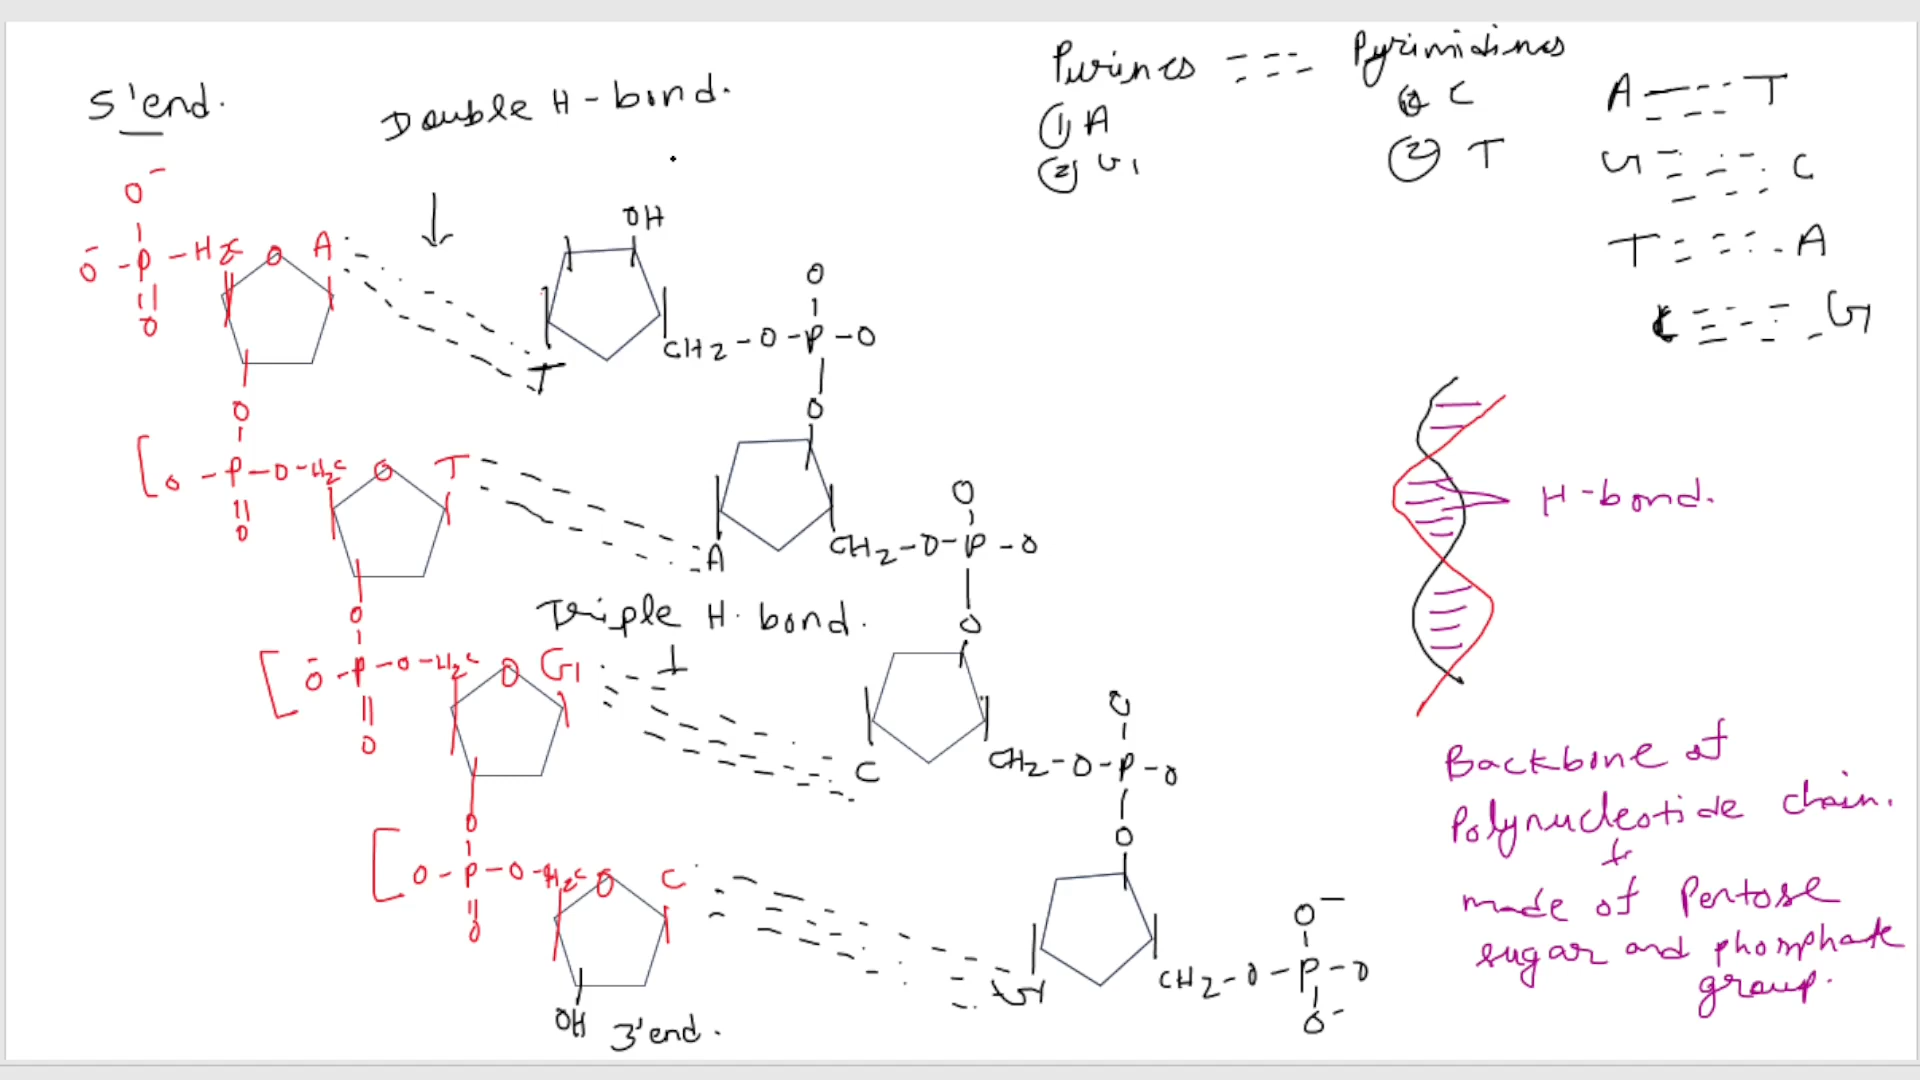 5'end.
Double H-bond.
Purines --- Pyrimidines
① A
② G
① C
② T
A --- T
G --- C
T --- A
C --- G
O⁻
O⁻ - P - H₂C O A
O
OH
T
CH₂-O-P-O
O
O
O
O-P-O-H₂C O T
O
A
CH₂-O-P-O
O
O
H-bond.
Triple H-bond.
O
O⁻-P-O-H₂C O G
O
C
CH₂-O-P-O
O
O
O
O-P-O-H₂C O C
O
G
CH₂-O-P-O
O⁻
O⁻
OH
3'end.
Backbone of
Polynucleotide chain.
made of Pentose
sugar and phosphate
group.